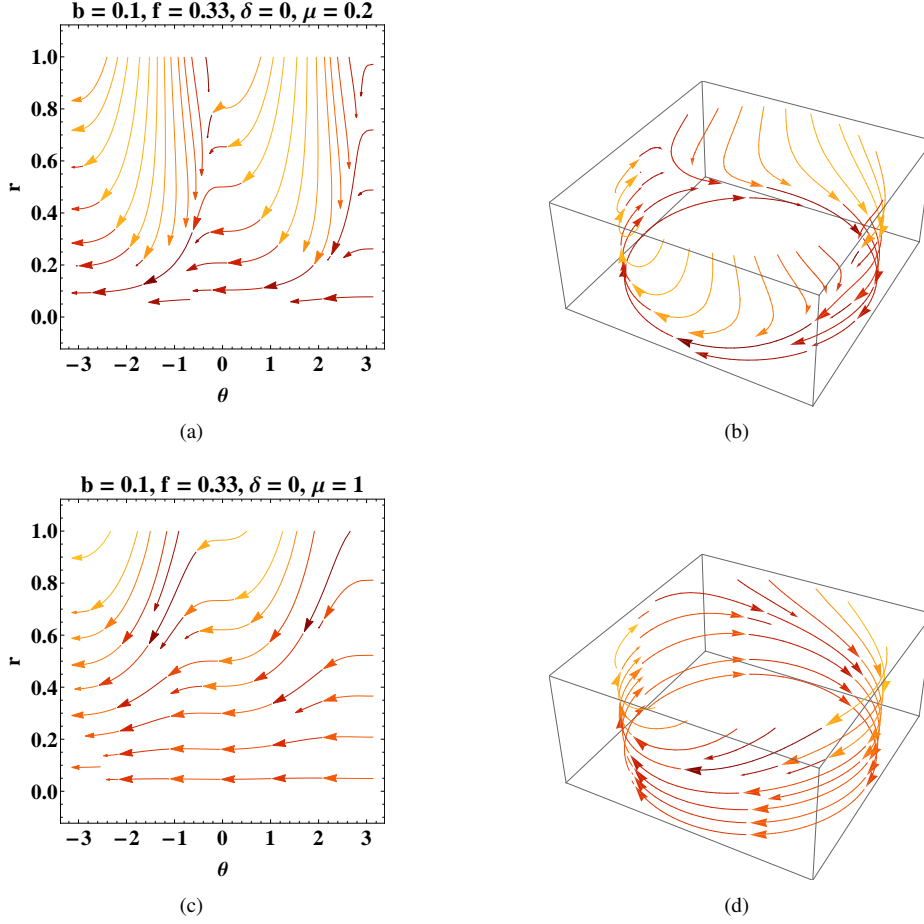 b = 0.1, f = 0.33, δ = 0, μ = 0.2
1.0
0.8
0.6
0.4
0.2
0.0
r
−3 −2 −1 0 1 2 3
θ
(a)
(b)
b = 0.1, f = 0.33, δ = 0, μ = 1
1.0
0.8
0.6
0.4
0.2
0.0
r
−3 −2 −1 0 1 2 3
θ
(c)
(d)